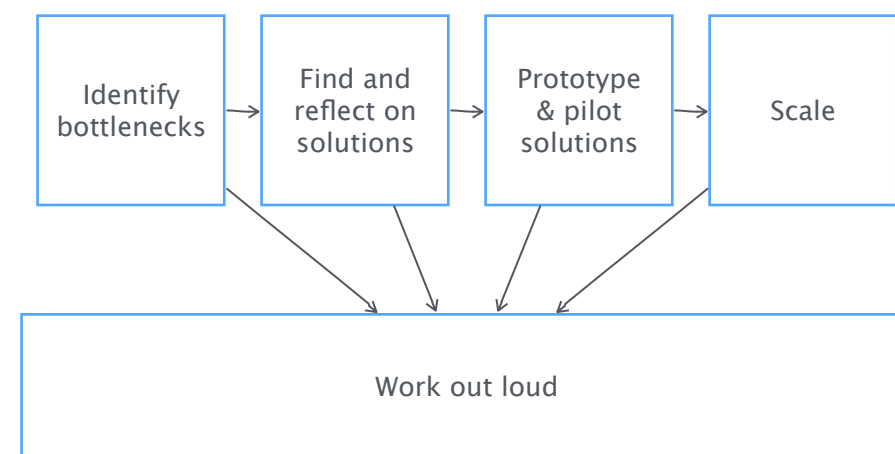 Identify
bottlenecks
Find and
reflect on
solutions
Prototype
& pilot
solutions
Scale
Work out loud